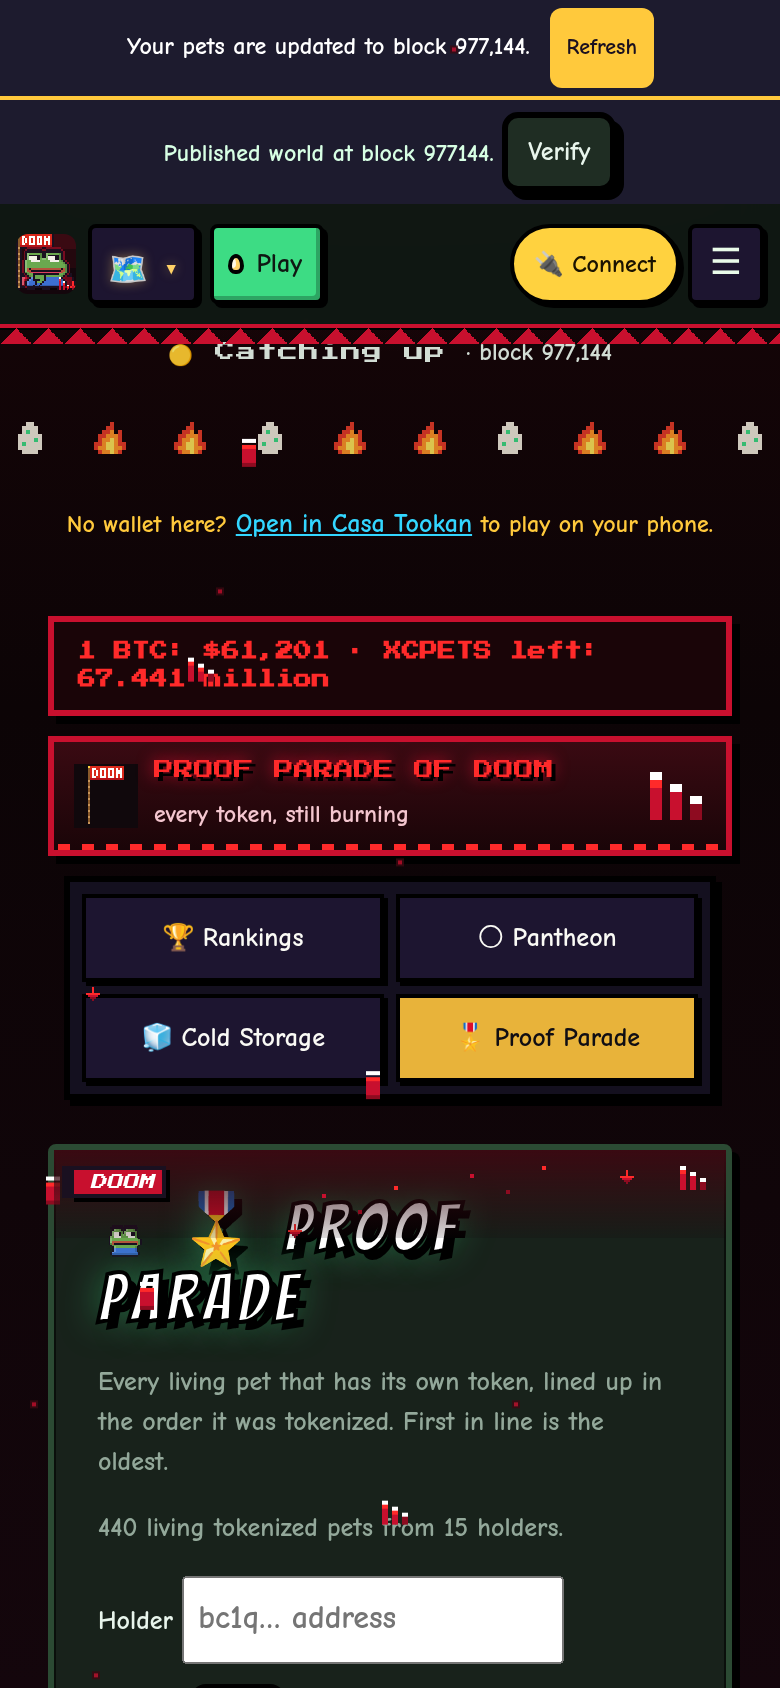 Your pets are updated to block 977,144.
Refresh
Published world at block 977144.
Verify
DOOM
Play
Connect
Catching up · block 977,144
No wallet here? Open in Casa Tookan to play on your phone.
1 BTC: $61,201 · XCPETS left:
67.441 million
DOOM
PROOF PARADE OF DOOM
every token, still burning
Rankings
Pantheon
Cold Storage
Proof Parade
DOOM
PROOF
PARADE
Every living pet that has its own token, lined up in
the order it was tokenized. First in line is the
oldest.
440 living tokenized pets from 15 holders.
Holder
bc1q... address